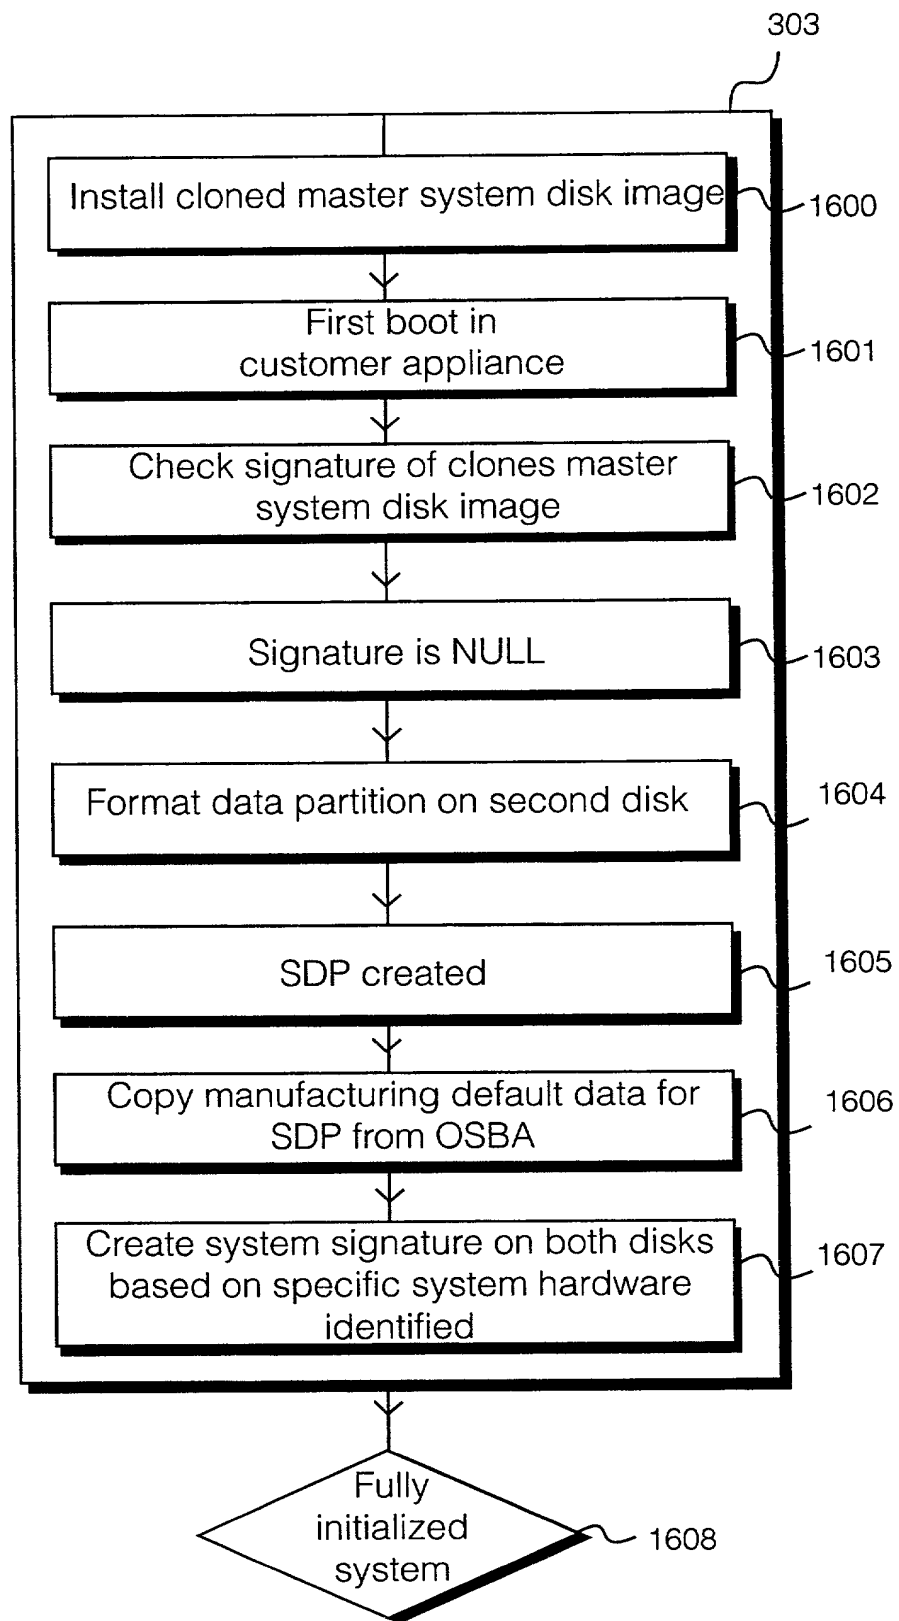 303
Install cloned master system disk image
1600
First boot in
customer appliance
1601
Check signature of clones master
system disk image
1602
Signature is NULL
1603
Format data partition on second disk
1604
SDP created
1605
Copy manufacturing default data for
SDP from OSBA
1606
Create system signature on both disks
based on specific system hardware
identified
1607
Fully
initialized
system
1608